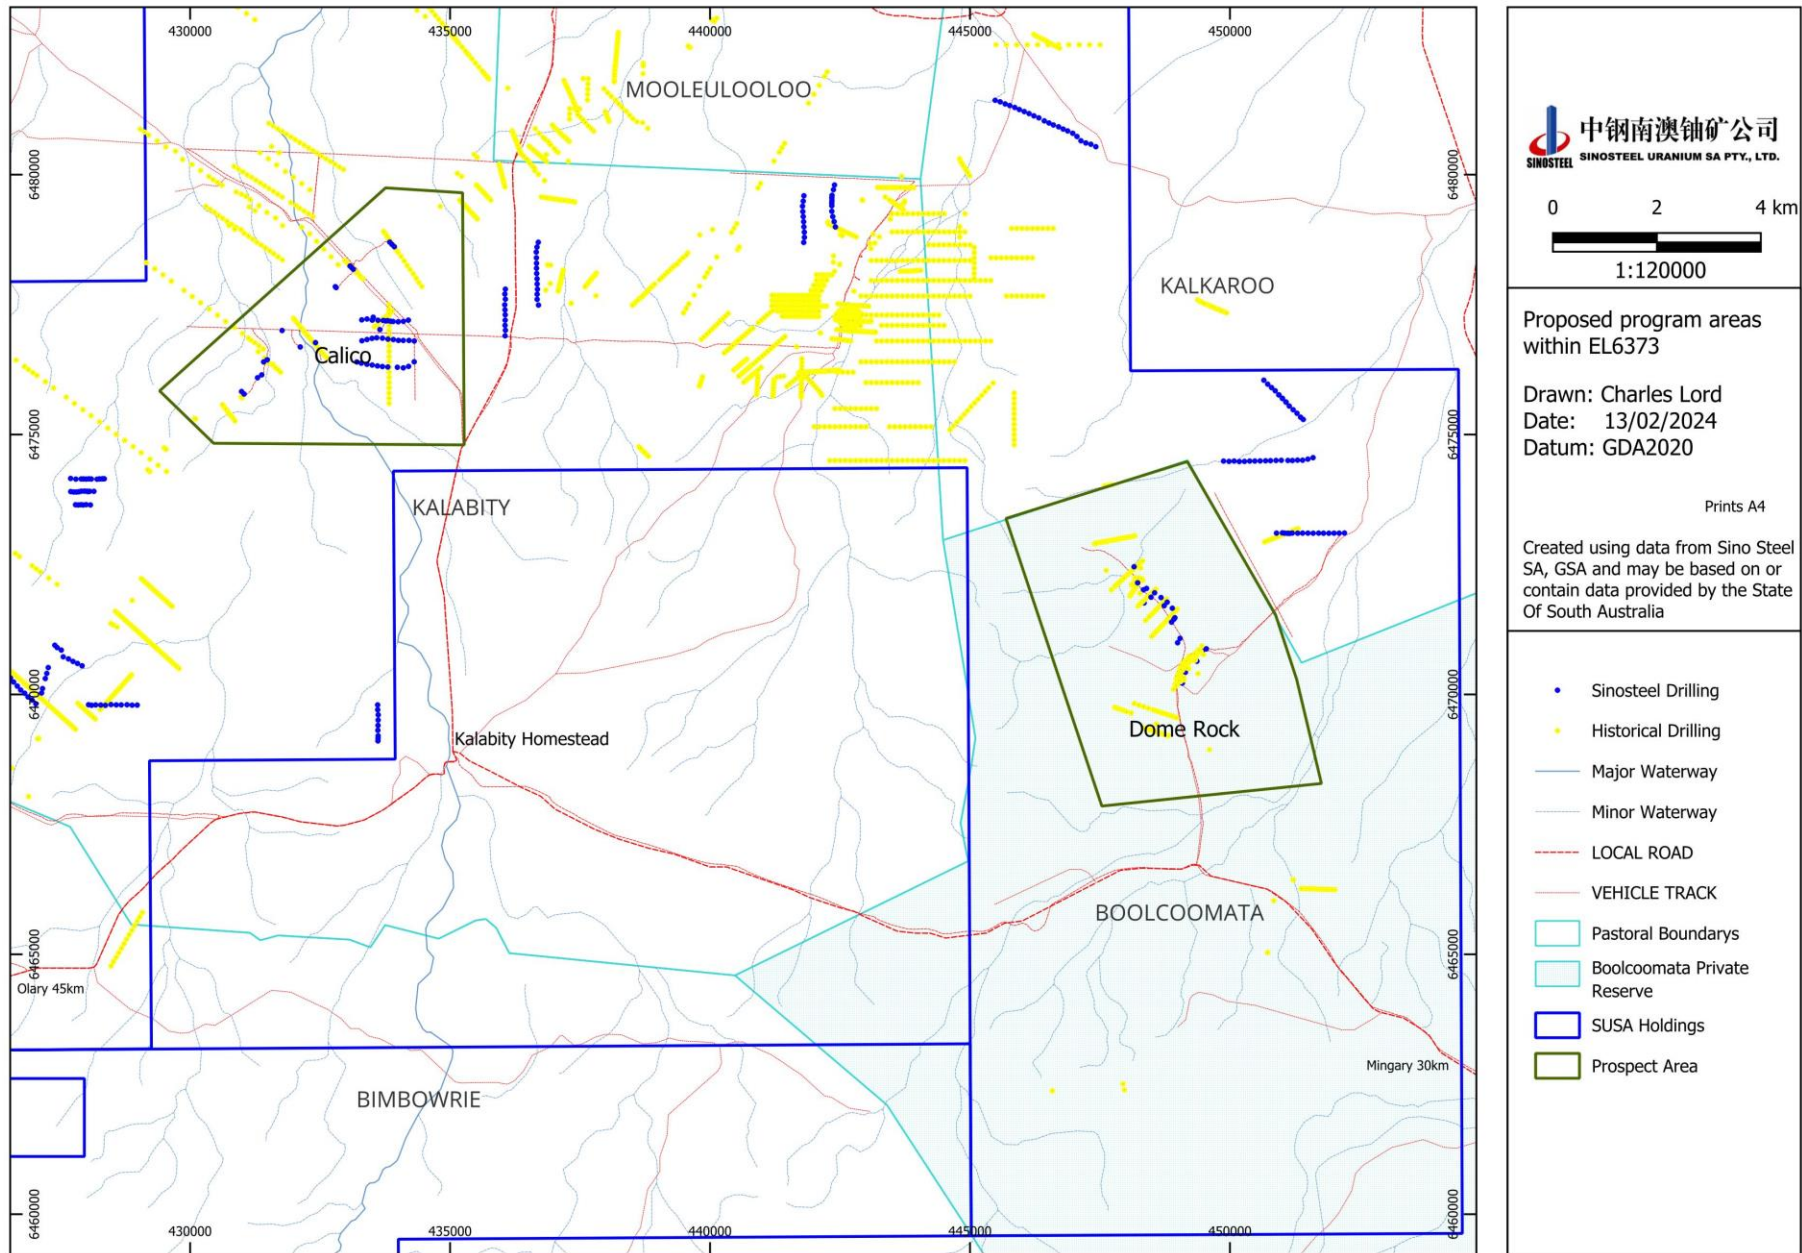 430000
435000
440000
445000
450000
MOOLEULOOLOO
6480000
6480000
KALKAROO
Calico
6475000
6475000
KALABITY
6470000
6470000
Dome Rock
Kalabity Homestead
BOOLCOOMATA
6465000
6465000
Olary 45km
Mingary 30km
BIMBOWRIE
6460000
6460000
430000
435000
440000
445000
450000
中钢南澳铀矿公司
SINOSTEEL
SINOSTEEL URANIUM SA PTY., LTD.
0 2 4 km
1:120000
Proposed program areas
within EL6373
Drawn: Charles Lord
Date: 13/02/2024
Datum: GDA2020
Prints A4
Created using data from Sino Steel
SA, GSA and may be based on or
contain data provided by the State
Of South Australia
Sinosteel Drilling
Historical Drilling
Major Waterway
Minor Waterway
LOCAL ROAD
VEHICLE TRACK
Pastoral Boundarys
Boolcoomata Private
Reserve
SUSA Holdings
Prospect Area